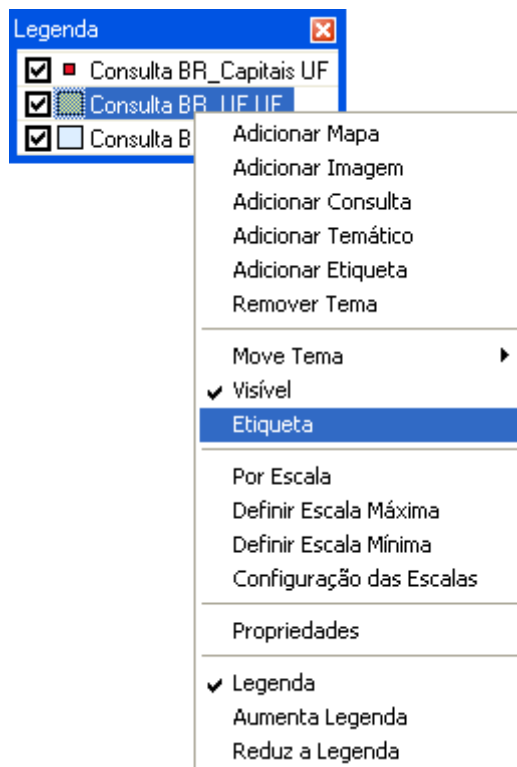 Legenda
Consulta BR_Capitais UF
Consulta BR_UF UF
Consulta B
Adicionar Mapa
Adicionar Imagem
Adicionar Consulta
Adicionar Temático
Adicionar Etiqueta
Remover Tema
Move Tema
Visível
Etiqueta
Por Escala
Definir Escala Máxima
Definir Escala Mínima
Configuração das Escalas
Propriedades
Legenda
Aumenta Legenda
Reduz a Legenda